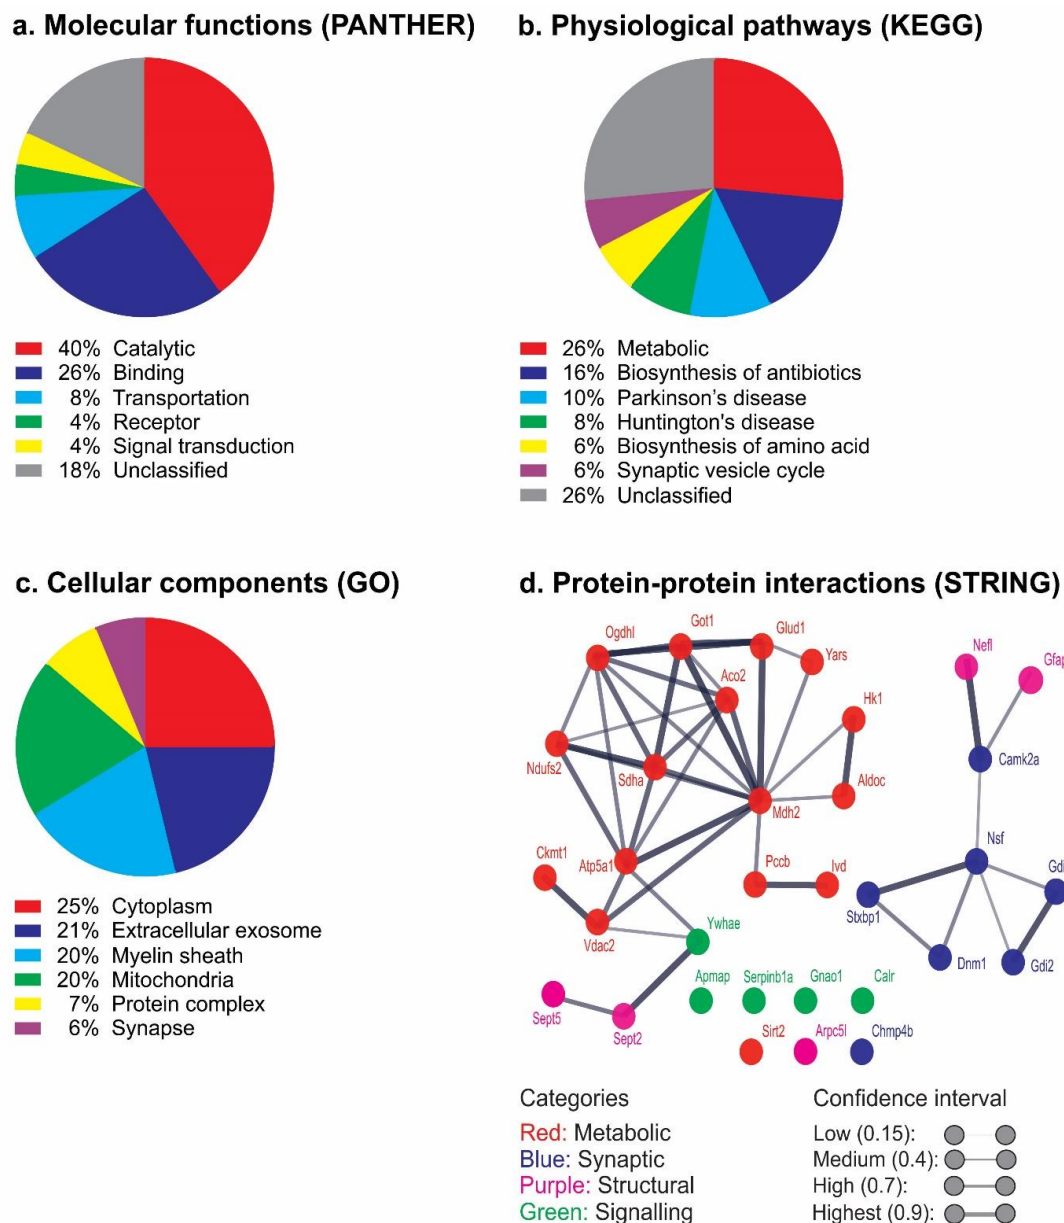 a. Molecular functions (PANTHER)
40% Catalytic
26% Binding
8% Transportation
4% Receptor
4% Signal transduction
18% Unclassified
b. Physiological pathways (KEGG)
26% Metabolic
16% Biosynthesis of antibiotics
10% Parkinson's disease
8% Huntington's disease
6% Biosynthesis of amino acid
6% Synaptic vesicle cycle
26% Unclassified
c. Cellular components (GO)
25% Cytoplasm
21% Extracellular exosome
20% Myelin sheath
20% Mitochondria
7% Protein complex
6% Synapse
d. Protein-protein interactions (STRING)
Ogdhl
Got1
Glud1
Yars
Aco2
Hk1
Ndufs2
Sdha
Mdh2
Aldoc
Ckmt1
Atp5a1
Pccb
Ivd
Vdac2
Ywhae
Sept5
Sept2
Nefl
Gfap
Camk2a
Nsf
Stxbp1
Dnm1
Gdi2
Apmap
Serpinb1a
Gnao1
Calr
Sirt2
Arpc5l
Chmp4b
Categories
Red: Metabolic
Blue: Synaptic
Purple: Structural
Green: Signalling
Confidence interval
Low (0.15):
Medium (0.4):
High (0.7):
Highest (0.9):